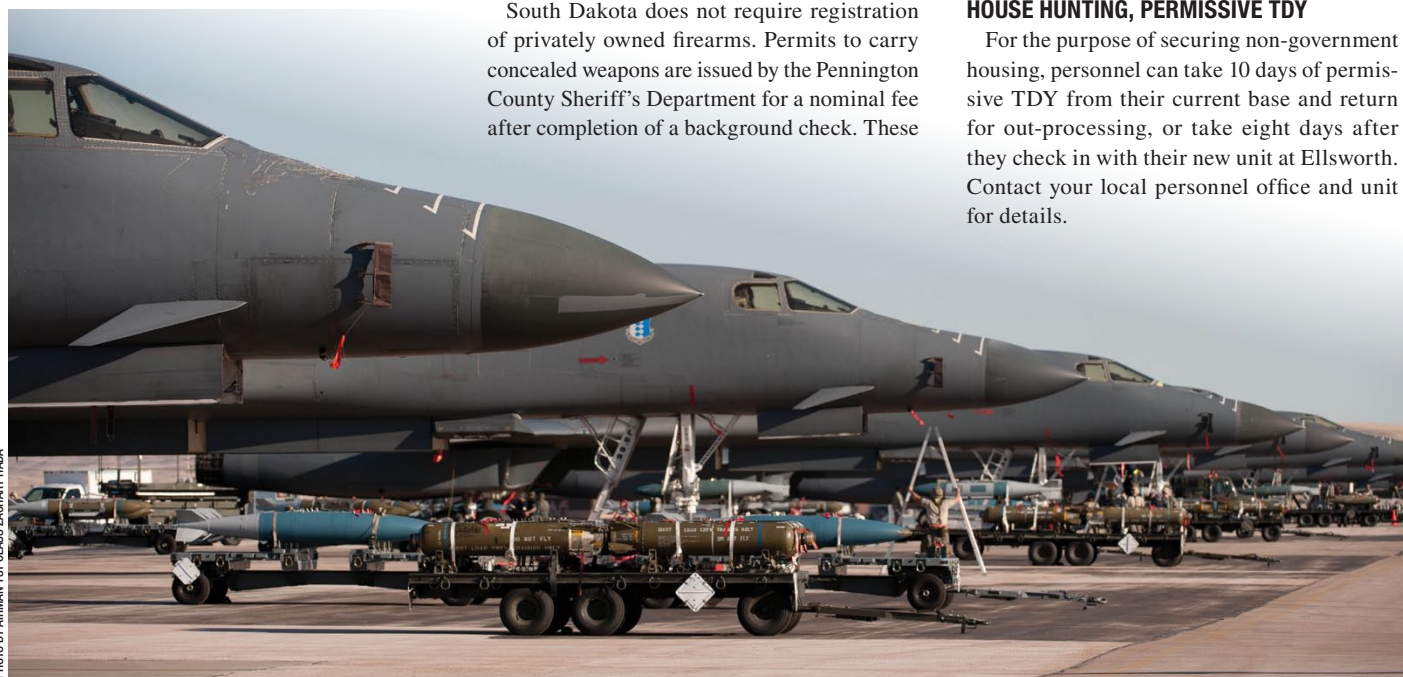 South Dakota does not require registration
of privately owned firearms. Permits to carry
concealed weapons are issued by the Pennington
County Sheriff's Department for a nominal fee
after completion of a background check. These
HOUSE HUNTING, PERMISSIVE TDY
For the purpose of securing non-government
housing, personnel can take 10 days of permis-
sive TDY from their current base and return
for out-processing, or take eight days after
they check in with their new unit at Ellsworth.
Contact your local personnel office and unit
for details.
NOT FLY